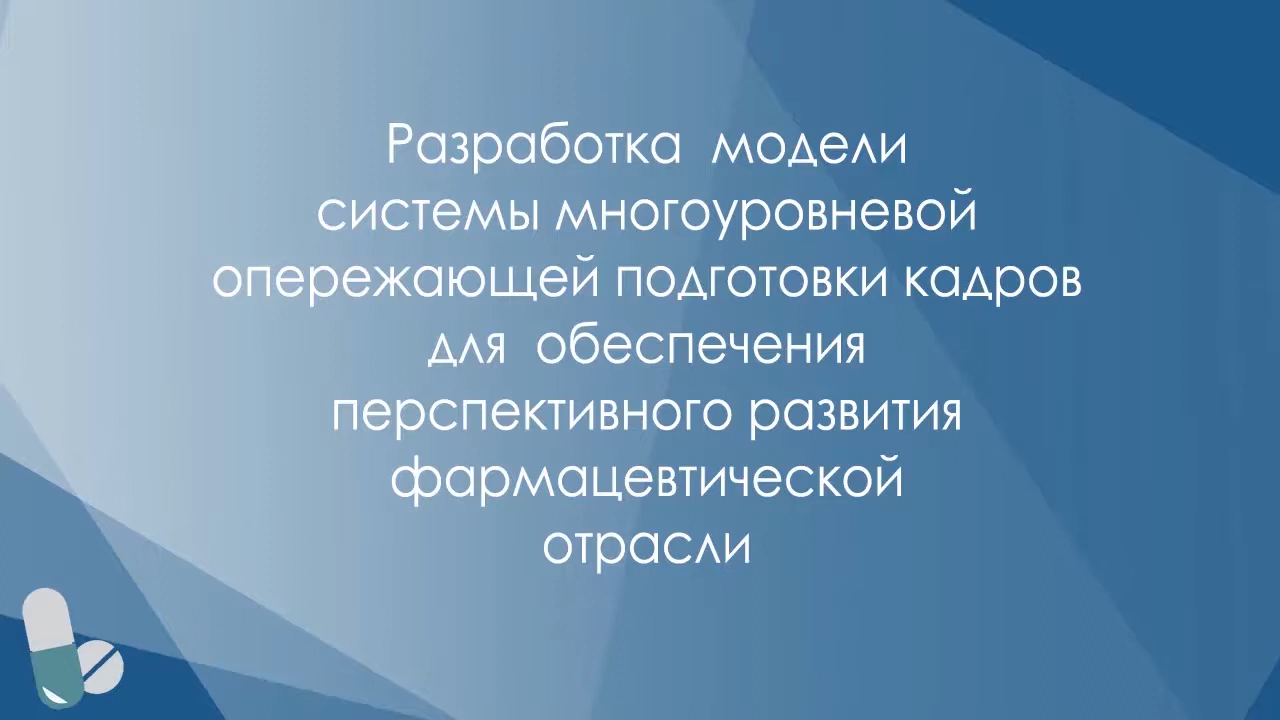 Разработка модели
системы многоуровневой
опережающей подготовки кадров
для обеспечения
перспективного развития
фармацевтической
отрасли